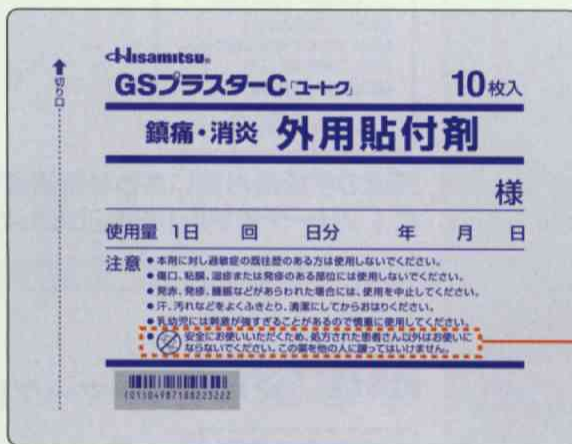 切り口
Hisamitsu®
GSプラスターC「ユートク」 10枚入
鎮痛・消炎 外用貼付剤
様
使用量 1日 回 日分 年 月 日
注意 ●本剤に対し過敏症の既往歴のある方は使用しないでください。
●傷口、粘膜、湿疹または発疹のある部位には使用しないでください。
●発赤、発疹、腫脹などがあらわれた場合には、使用を中止してください。
●汗、汚れなどをよくふきとり、清潔にしてからおはりください。
●乳幼児には刺激が強すぎることがあるので慎重に使用してください。
●安全にお使いいただくため、処方された患者さん以外はお使いに
ならないでください。この薬を他の人に譲ってはいけません。
(01)04987188223222